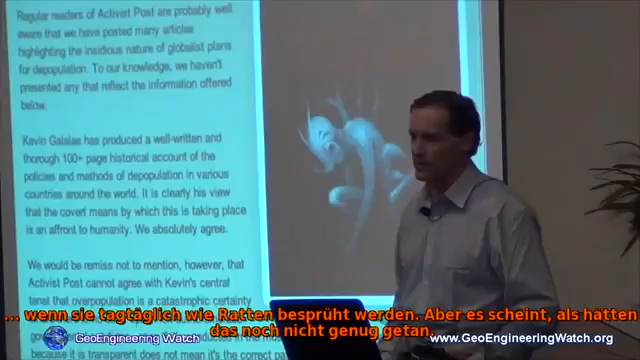 Regular readers of Activist Post are probably well
aware that we have posted many articles
highlighting the insidious nature of globalist plans
for depopulation. To our knowledge, we haven't
presented any that reflect the information offered
below.
Kevin Galalae has produced a well-written and
thorough 100+ page historical account of the
policies and methods of depopulation in various
countries around the world. It is clearly his view
that the covert means by which this is taking place
is an affront to humanity. We absolutely agree.
We would be remiss not to mention, however, that
Activist Post cannot agree with Kevin's central
tenet that overpopulation is a catastrophic certainty
... wenn sie tagtäglich wie Ratten besprüht werden. Aber es scheint, als hätten
das noch nicht genug getan.
GeoEngineering Watch
www.GeoEngineeringWatch.org
because it is transparent does not mean it's the correct